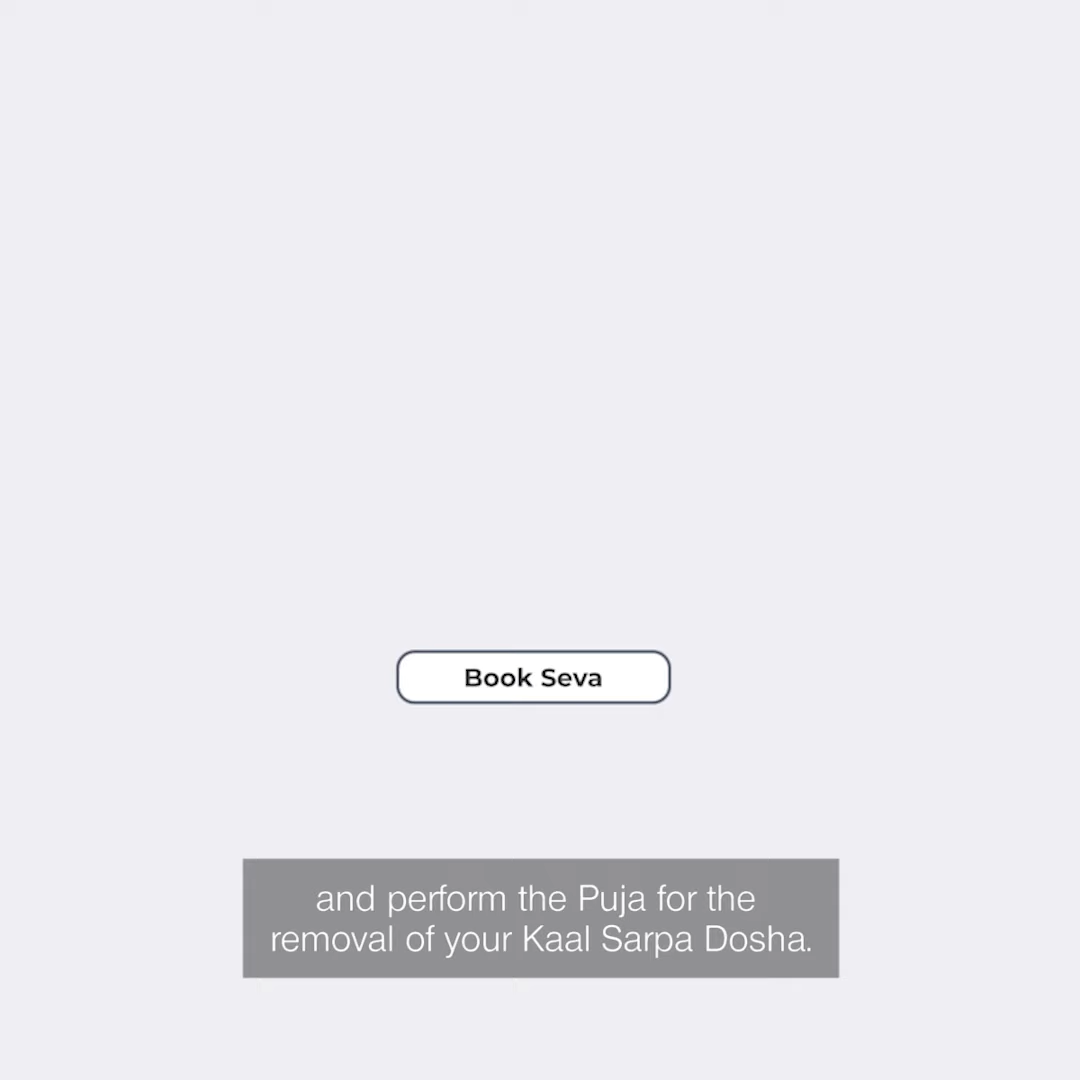 Book Seva
and perform the Puja for the
removal of your Kaal Sarpa Dosha.